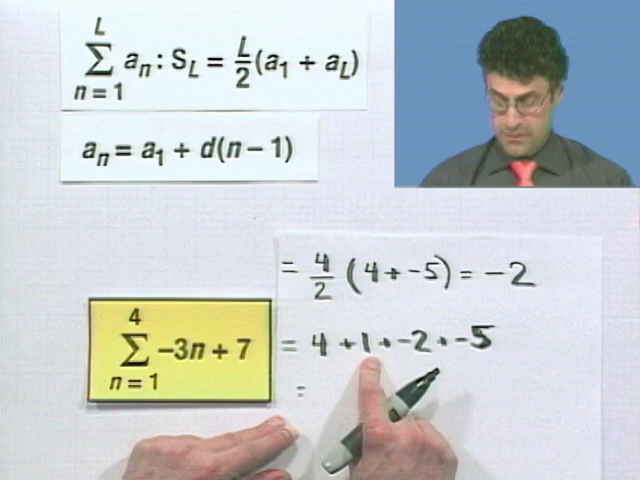 L
∑ aₙ : S_L = L/2 (a₁ + a_L)
n = 1
aₙ = a₁ + d(n − 1)
= 4/2 (4 + -5) = -2
4
∑ -3n + 7 = 4 + 1 + -2 + -5
n = 1
=